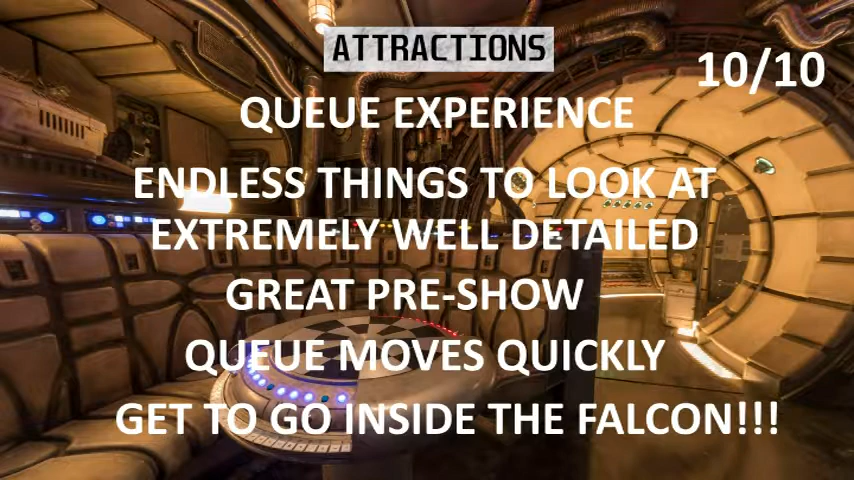 ATTRACTIONS
10/10
QUEUE EXPERIENCE
ENDLESS THINGS TO LOOK AT
EXTREMELY WELL DETAILED
GREAT PRE-SHOW
QUEUE MOVES QUICKLY
GET TO GO INSIDE THE FALCON!!!